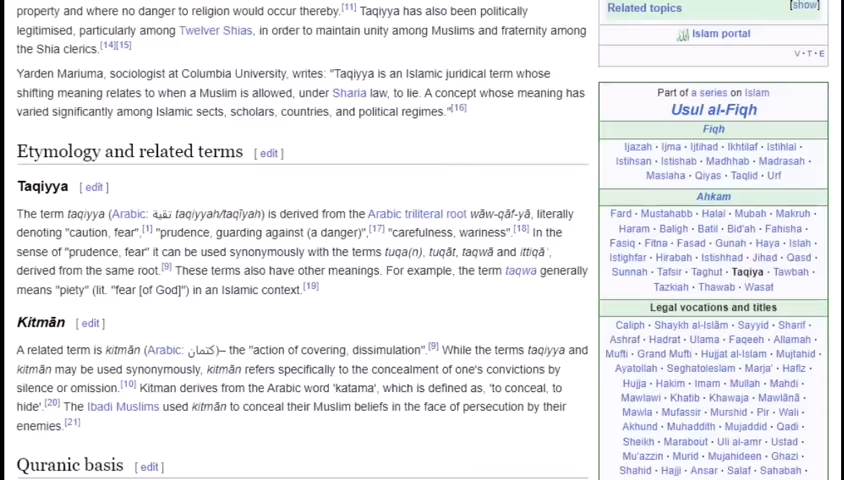 property and where no danger to religion would occur thereby.[11] Taqiyya has also been politically
legitimised, particularly among Twelver Shias, in order to maintain unity among Muslims and fraternity among
the Shia clerics.[14][15]
Yarden Mariuma, sociologist at Columbia University, writes: "Taqiyya is an Islamic juridical term whose
shifting meaning relates to when a Muslim is allowed, under Sharia law, to lie. A concept whose meaning has
varied significantly among Islamic sects, scholars, countries, and political regimes."[16]
Etymology and related terms [ edit ]
Taqiyya [ edit ]
The term taqiyya (Arabic: تقية taqiyyah/taqīyah) is derived from the Arabic triliteral root wāw-qāf-yā, literally
denoting "caution, fear",[1] "prudence, guarding against (a danger)",[17] "carefulness, wariness".[18] In the
sense of "prudence, fear" it can be used synonymously with the terms tuqa(n), tuqāt, taqwā and ittiqāʾ,
derived from the same root.[9] These terms also have other meanings. For example, the term taqwa generally
means "piety" (lit. "fear [of God]") in an Islamic context.[19]
Kitmān [ edit ]
A related term is kitmān (Arabic: كتمان)– the "action of covering, dissimulation".[9] While the terms taqiyya and
kitmān may be used synonymously, kitmān refers specifically to the concealment of one's convictions by
silence or omission.[10] Kitman derives from the Arabic word 'katama', which is defined as, 'to conceal, to
hide'.[20] The Ibadi Muslims used kitmān to conceal their Muslim beliefs in the face of persecution by their
enemies.[21]
Quranic basis [ edit ]
Related topics [show]
Islam portal
V · T · E
Part of a series on Islam
Usul al-Fiqh
Fiqh
Ijazah · Ijma · Ijtihad · Ikhtilaf · Istihlal ·
Istihsan · Istishab · Madhhab · Madrasah ·
Maslaha · Qiyas · Taqlid · Urf
Ahkam
Fard · Mustahabb · Halal · Mubah · Makruh ·
Haram · Baligh · Batil · Bid'ah · Fahisha ·
Fasiq · Fitna · Fasad · Gunah · Haya · Islah ·
Istighfar · Hirabah · Istishhad · Jihad · Qasd ·
Sunnah · Tafsir · Taghut · Taqiya · Tawbah ·
Tazkiah · Thawab · Wasat
Legal vocations and titles
Caliph · Shaykh al-Islām · Sayyid · Sharif ·
Ashraf · Hadrat · Ulama · Faqeeh · Allamah ·
Mufti · Grand Mufti · Hujjat al-Islam · Mujtahid ·
Ayatollah · Seghatoleslam · Marja' · Hafiz ·
Hujja · Hakim · Imam · Mullah · Mahdi ·
Mawlawi · Khatib · Khawaja · Mawlānā ·
Mawla · Mufassir · Murshid · Pir · Wali ·
Akhund · Muhaddith · Mujaddid · Qadi ·
Sheikh · Marabout · Uli al-amr · Ustad ·
Mu'azzin · Murid · Mujahideen · Ghazi ·
Shahid · Hajji · Ansar · Salaf · Sahabah ·